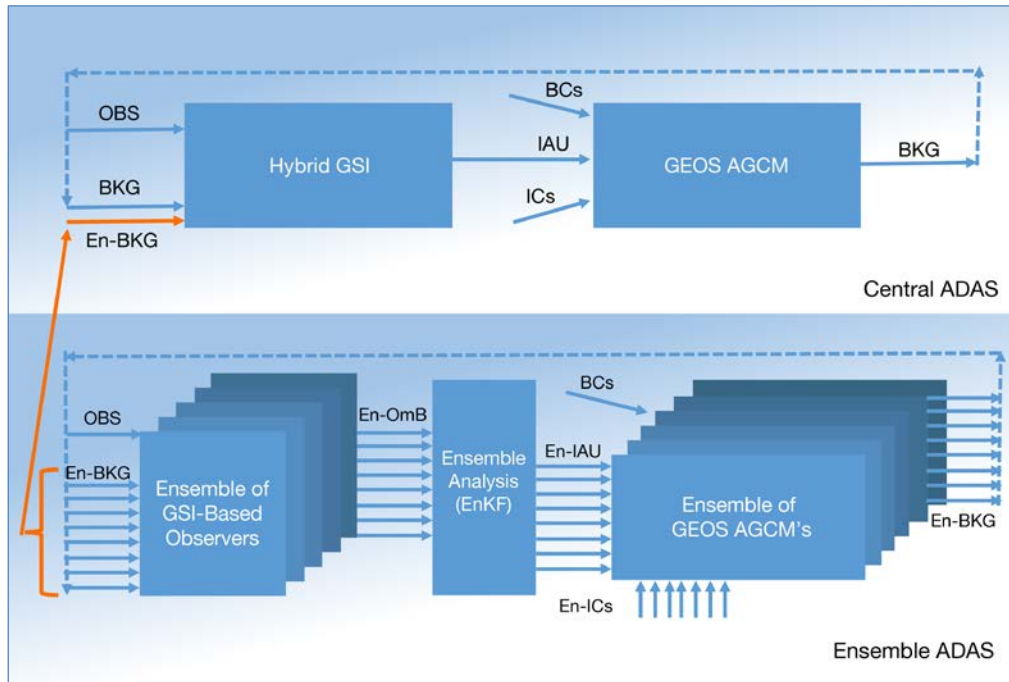 OBS
BKG
En-BKG
Hybrid GSI
BCs
IAU
ICs
GEOS AGCM
BKG
Central ADAS
OBS
En-BKG
Ensemble of
GSI-Based
Observers
En-OmB
Ensemble
Analysis
(EnKF)
BCs
En-IAU
En-ICs
Ensemble of
GEOS AGCM's
En-BKG
Ensemble ADAS